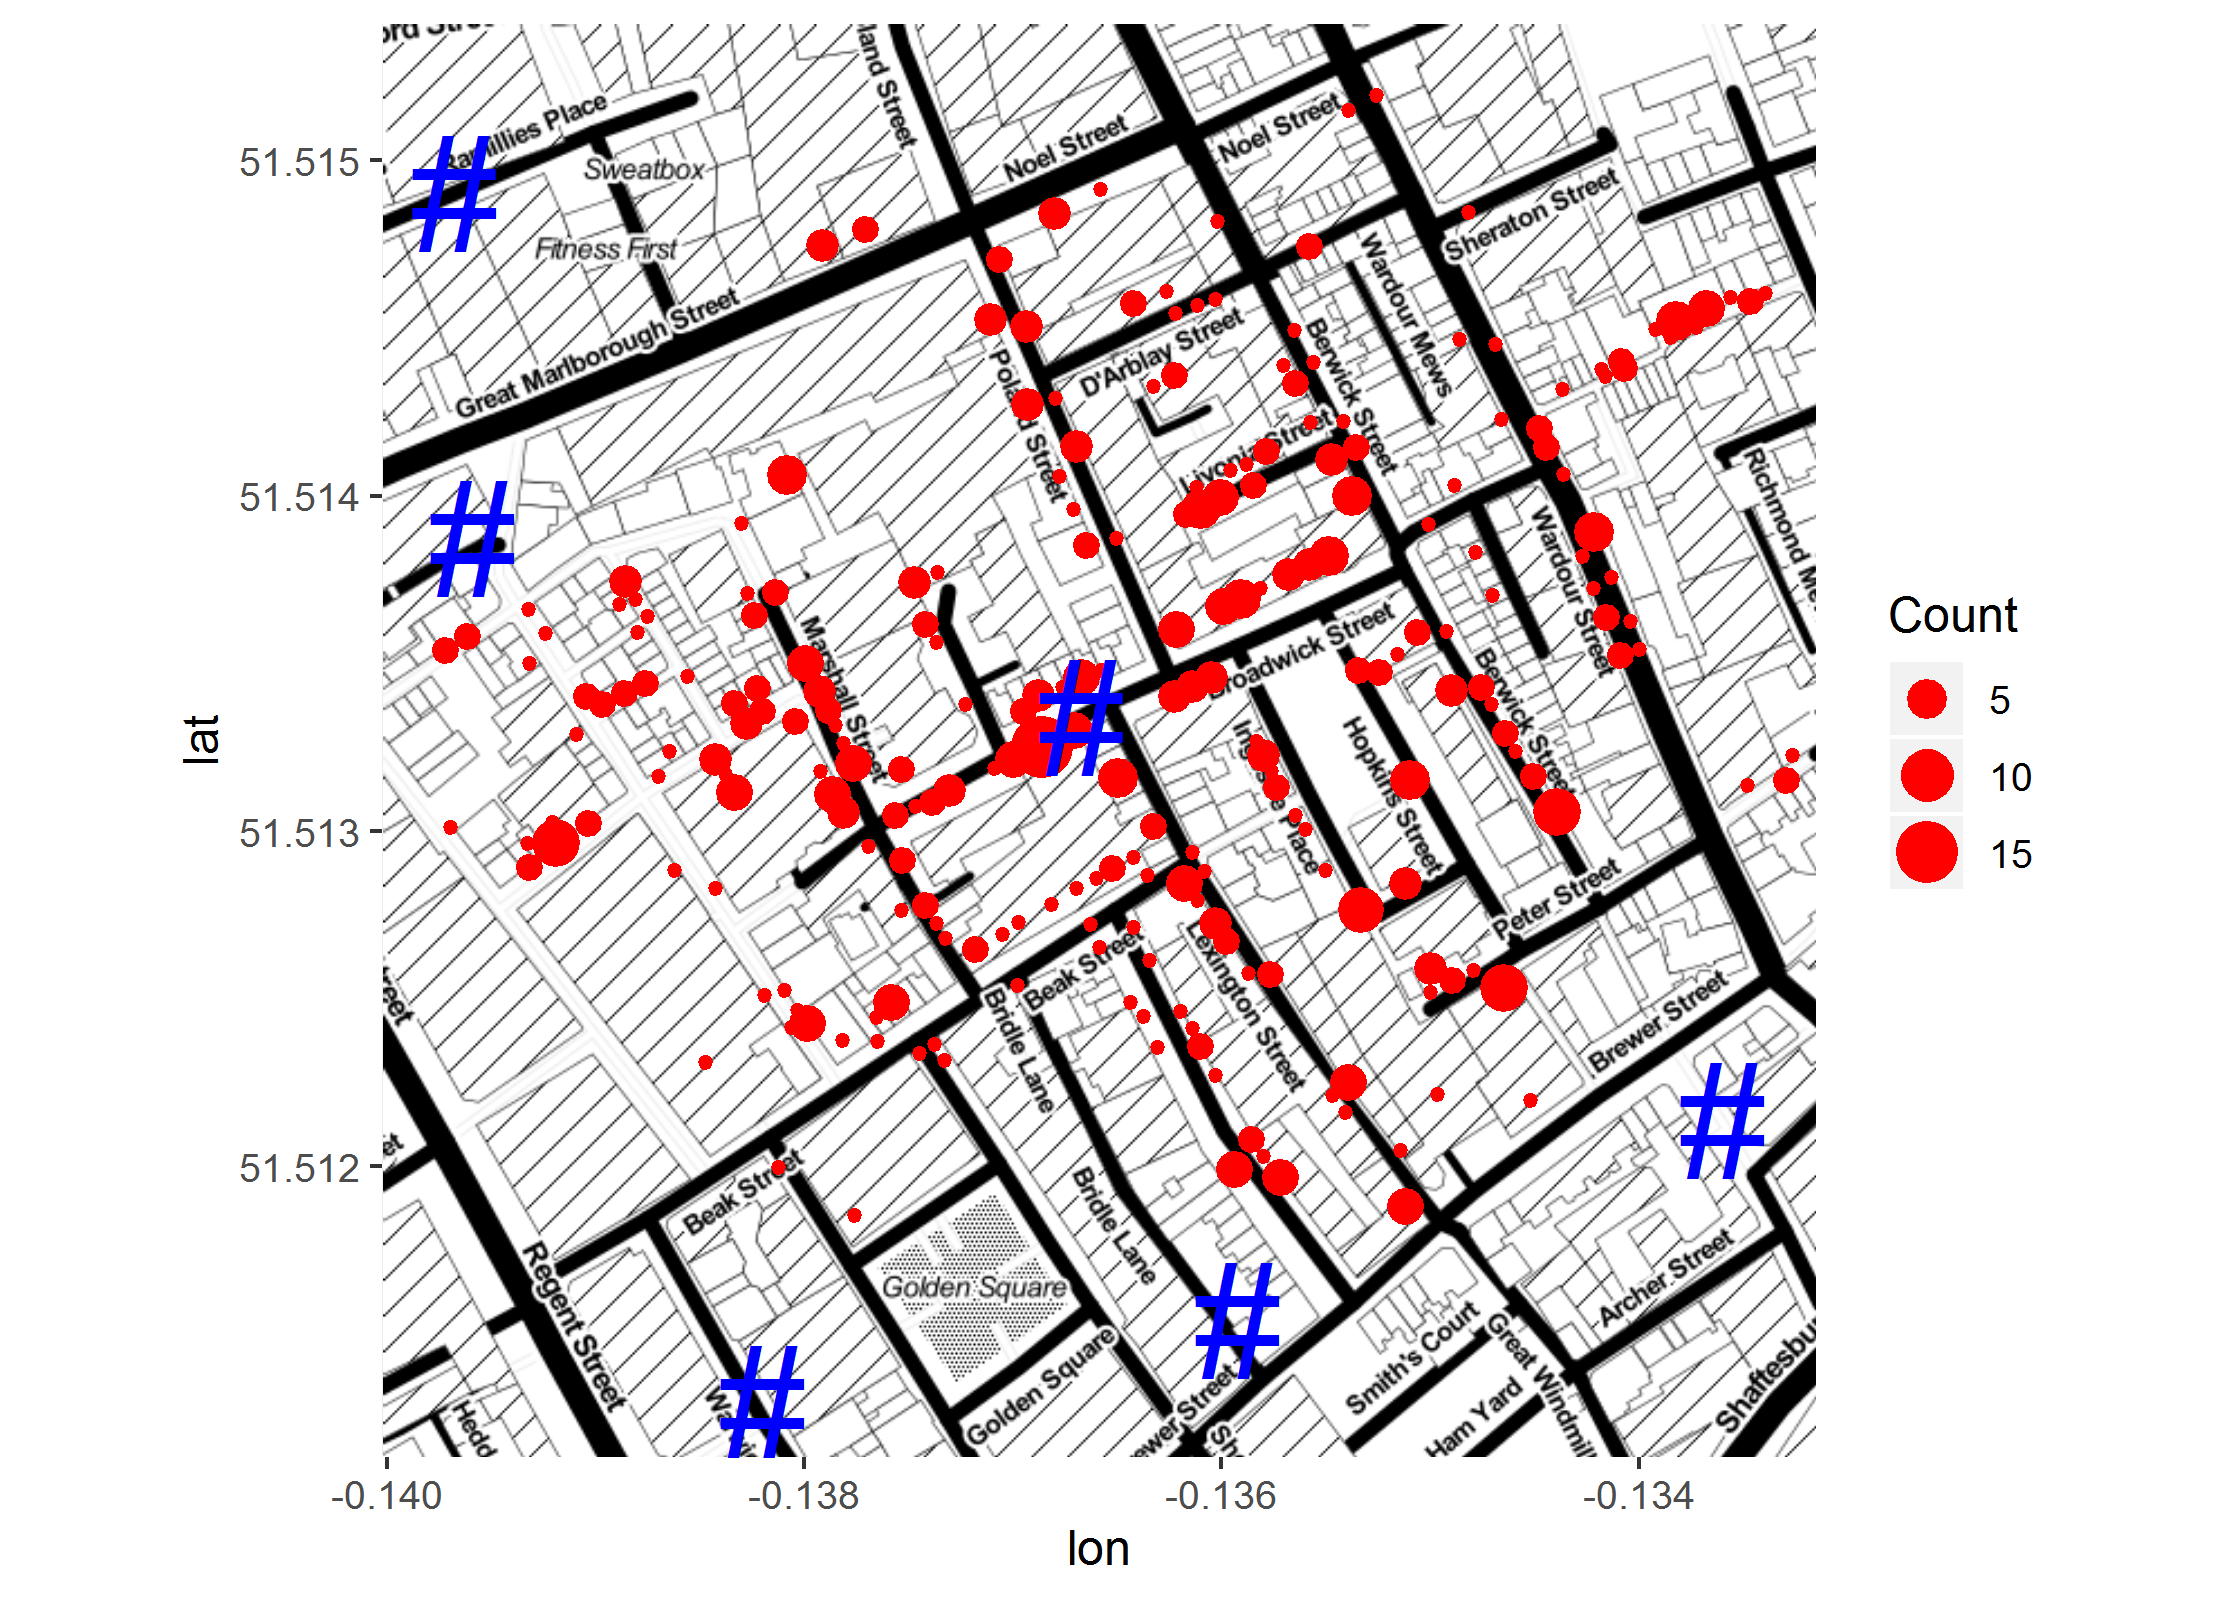 Ramillies Place
Sweatbox
Fitness First
Noel Street
Noel Street
Sheraton Street
Great Marlborough Street
D'Arblay Street
Poland Street
Berwick Street
Wardour Mews
Livonia Street
Richmond
Wardour Street
Marshall Street
Broadwick Street
Ingestre Place
Hopkins Street
Berwick Street
Peter Street
Beak Street
Lexington Street
Bridle Lane
Brewer Street
Beak Street
Bridle Lane
Golden Square
Regent Street
Archer Street
Smith's Court
Great Windmill
Golden Square
Ham Yard
Hedd
Shaftesbu
#
#
#
#
#
#
51.515
51.514
51.513
51.512
lat
-0.140
-0.138
-0.136
-0.134
lon
Count
5
10
15